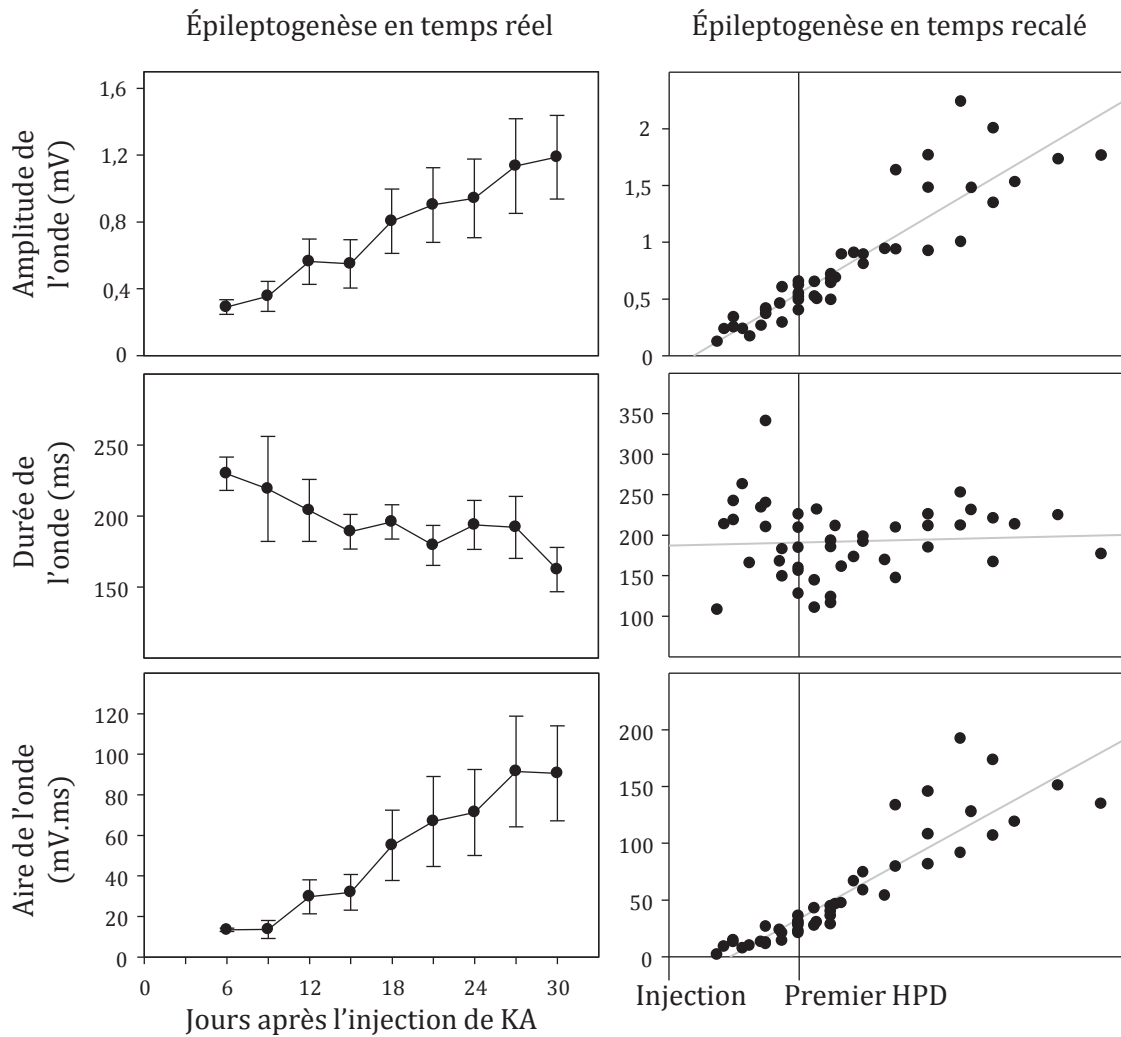 Épileptogenèse en temps réel
Épileptogenèse en temps recalé
Amplitude de
l'onde (mV)
1,6
1,2
0,8
0,4
0
2
1,5
1
0,5
0
Durée de
l'onde (ms)
250
200
150
350
300
250
200
150
100
Aire de l'onde
(mV.ms)
120
100
80
60
40
20
0
200
150
100
50
0
0 6 12 18 24 30
Jours après l'injection de KA
Injection Premier HPD